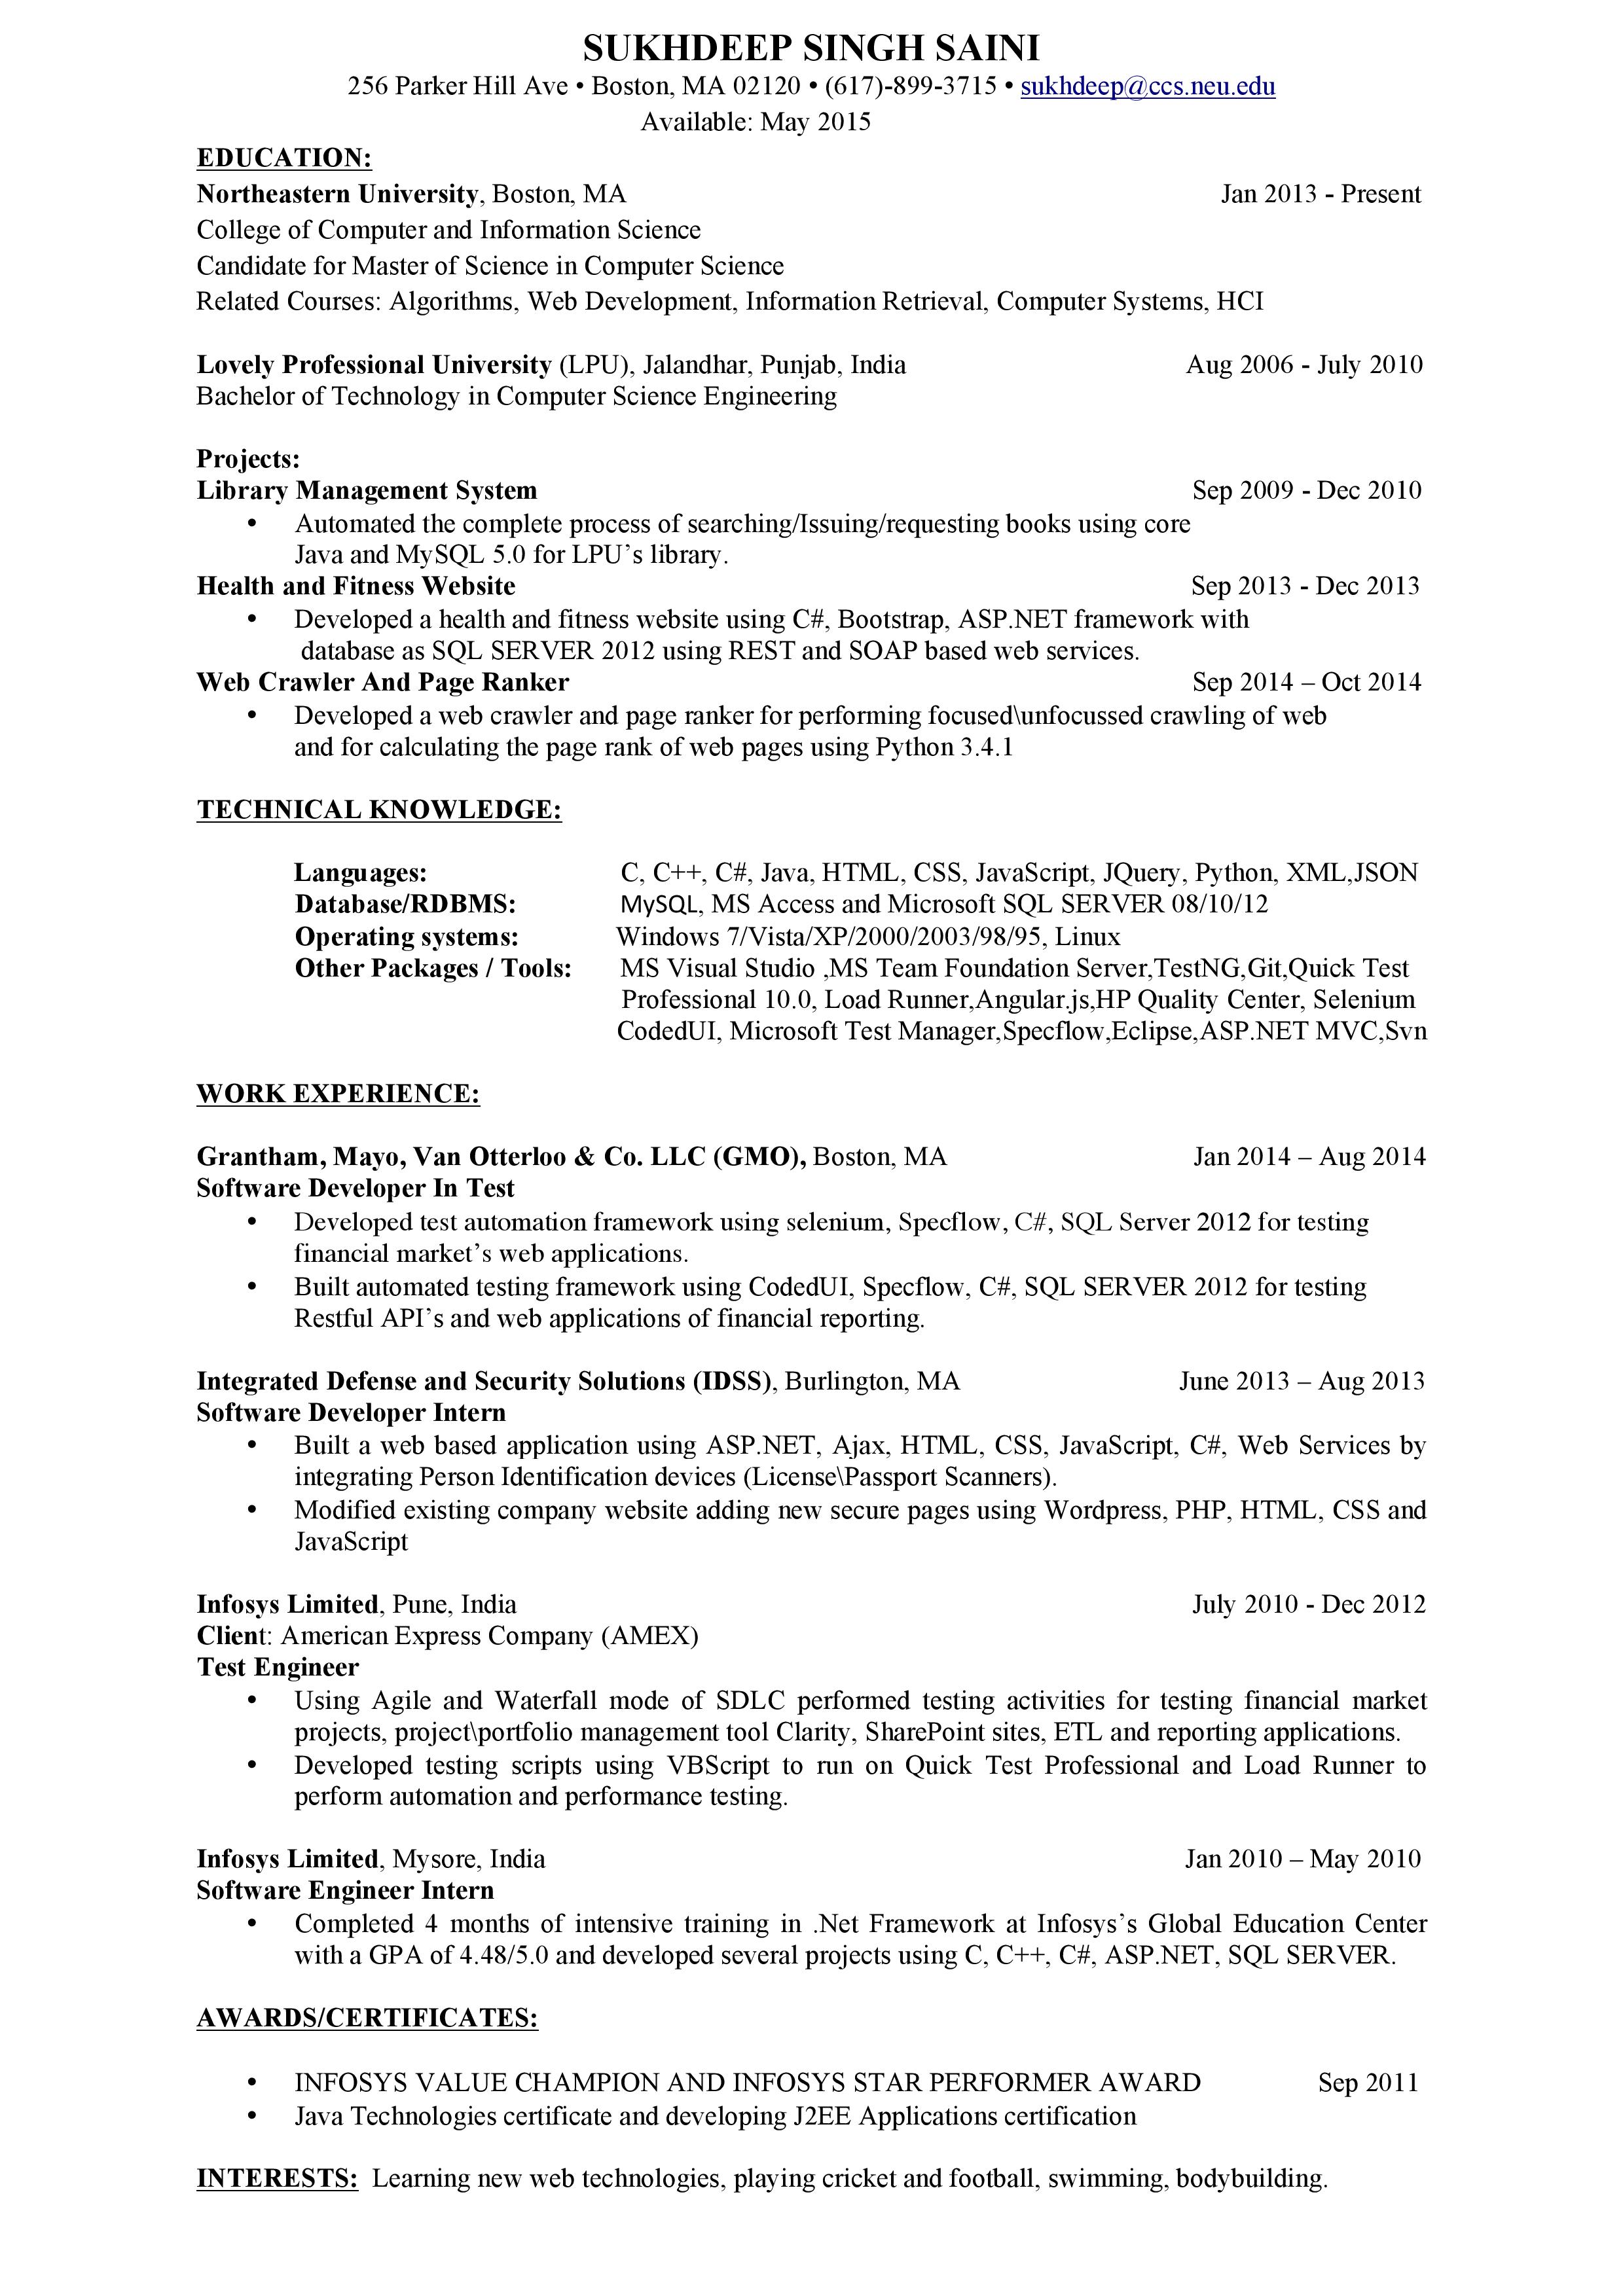 SUKHDEEP SINGH SAINI
256 Parker Hill Ave • Boston, MA 02120 • (617)-899-3715 • sukhdeep@ccs.neu.edu
Available: May 2015
EDUCATION:
Northeastern University, Boston, MA Jan 2013 - Present
College of Computer and Information Science
Candidate for Master of Science in Computer Science
Related Courses: Algorithms, Web Development, Information Retrieval, Computer Systems, HCI
Lovely Professional University (LPU), Jalandhar, Punjab, India Aug 2006 - July 2010
Bachelor of Technology in Computer Science Engineering
Projects:
Library Management System Sep 2009 - Dec 2010
• Automated the complete process of searching/Issuing/requesting books using core
Java and MySQL 5.0 for LPU’s library.
Health and Fitness Website Sep 2013 - Dec 2013
• Developed a health and fitness website using C#, Bootstrap, ASP.NET framework with
database as SQL SERVER 2012 using REST and SOAP based web services.
Web Crawler And Page Ranker Sep 2014 – Oct 2014
• Developed a web crawler and page ranker for performing focused\unfocussed crawling of web
and for calculating the page rank of web pages using Python 3.4.1
TECHNICAL KNOWLEDGE:
Languages: C, C++, C#, Java, HTML, CSS, JavaScript, JQuery, Python, XML,JSON
Database/RDBMS: MySQL, MS Access and Microsoft SQL SERVER 08/10/12
Operating systems: Windows 7/Vista/XP/2000/2003/98/95, Linux
Other Packages / Tools: MS Visual Studio ,MS Team Foundation Server,TestNG,Git,Quick Test
Professional 10.0, Load Runner,Angular.js,HP Quality Center, Selenium
CodedUI, Microsoft Test Manager,Specflow,Eclipse,ASP.NET MVC,Svn
WORK EXPERIENCE:
Grantham, Mayo, Van Otterloo & Co. LLC (GMO), Boston, MA Jan 2014 – Aug 2014
Software Developer In Test
• Developed test automation framework using selenium, Specflow, C#, SQL Server 2012 for testing
financial market’s web applications.
• Built automated testing framework using CodedUI, Specflow, C#, SQL SERVER 2012 for testing
Restful API’s and web applications of financial reporting.
Integrated Defense and Security Solutions (IDSS), Burlington, MA June 2013 – Aug 2013
Software Developer Intern
• Built a web based application using ASP.NET, Ajax, HTML, CSS, JavaScript, C#, Web Services by
integrating Person Identification devices (License\Passport Scanners).
• Modified existing company website adding new secure pages using Wordpress, PHP, HTML, CSS and
JavaScript
Infosys Limited, Pune, India July 2010 - Dec 2012
Client: American Express Company (AMEX)
Test Engineer
• Using Agile and Waterfall mode of SDLC performed testing activities for testing financial market
projects, project\portfolio management tool Clarity, SharePoint sites, ETL and reporting applications.
• Developed testing scripts using VBScript to run on Quick Test Professional and Load Runner to
perform automation and performance testing.
Infosys Limited, Mysore, India Jan 2010 – May 2010
Software Engineer Intern
• Completed 4 months of intensive training in .Net Framework at Infosys’s Global Education Center
with a GPA of 4.48/5.0 and developed several projects using C, C++, C#, ASP.NET, SQL SERVER.
AWARDS/CERTIFICATES:
• INFOSYS VALUE CHAMPION AND INFOSYS STAR PERFORMER AWARD Sep 2011
• Java Technologies certificate and developing J2EE Applications certification
INTERESTS: Learning new web technologies, playing cricket and football, swimming, bodybuilding.